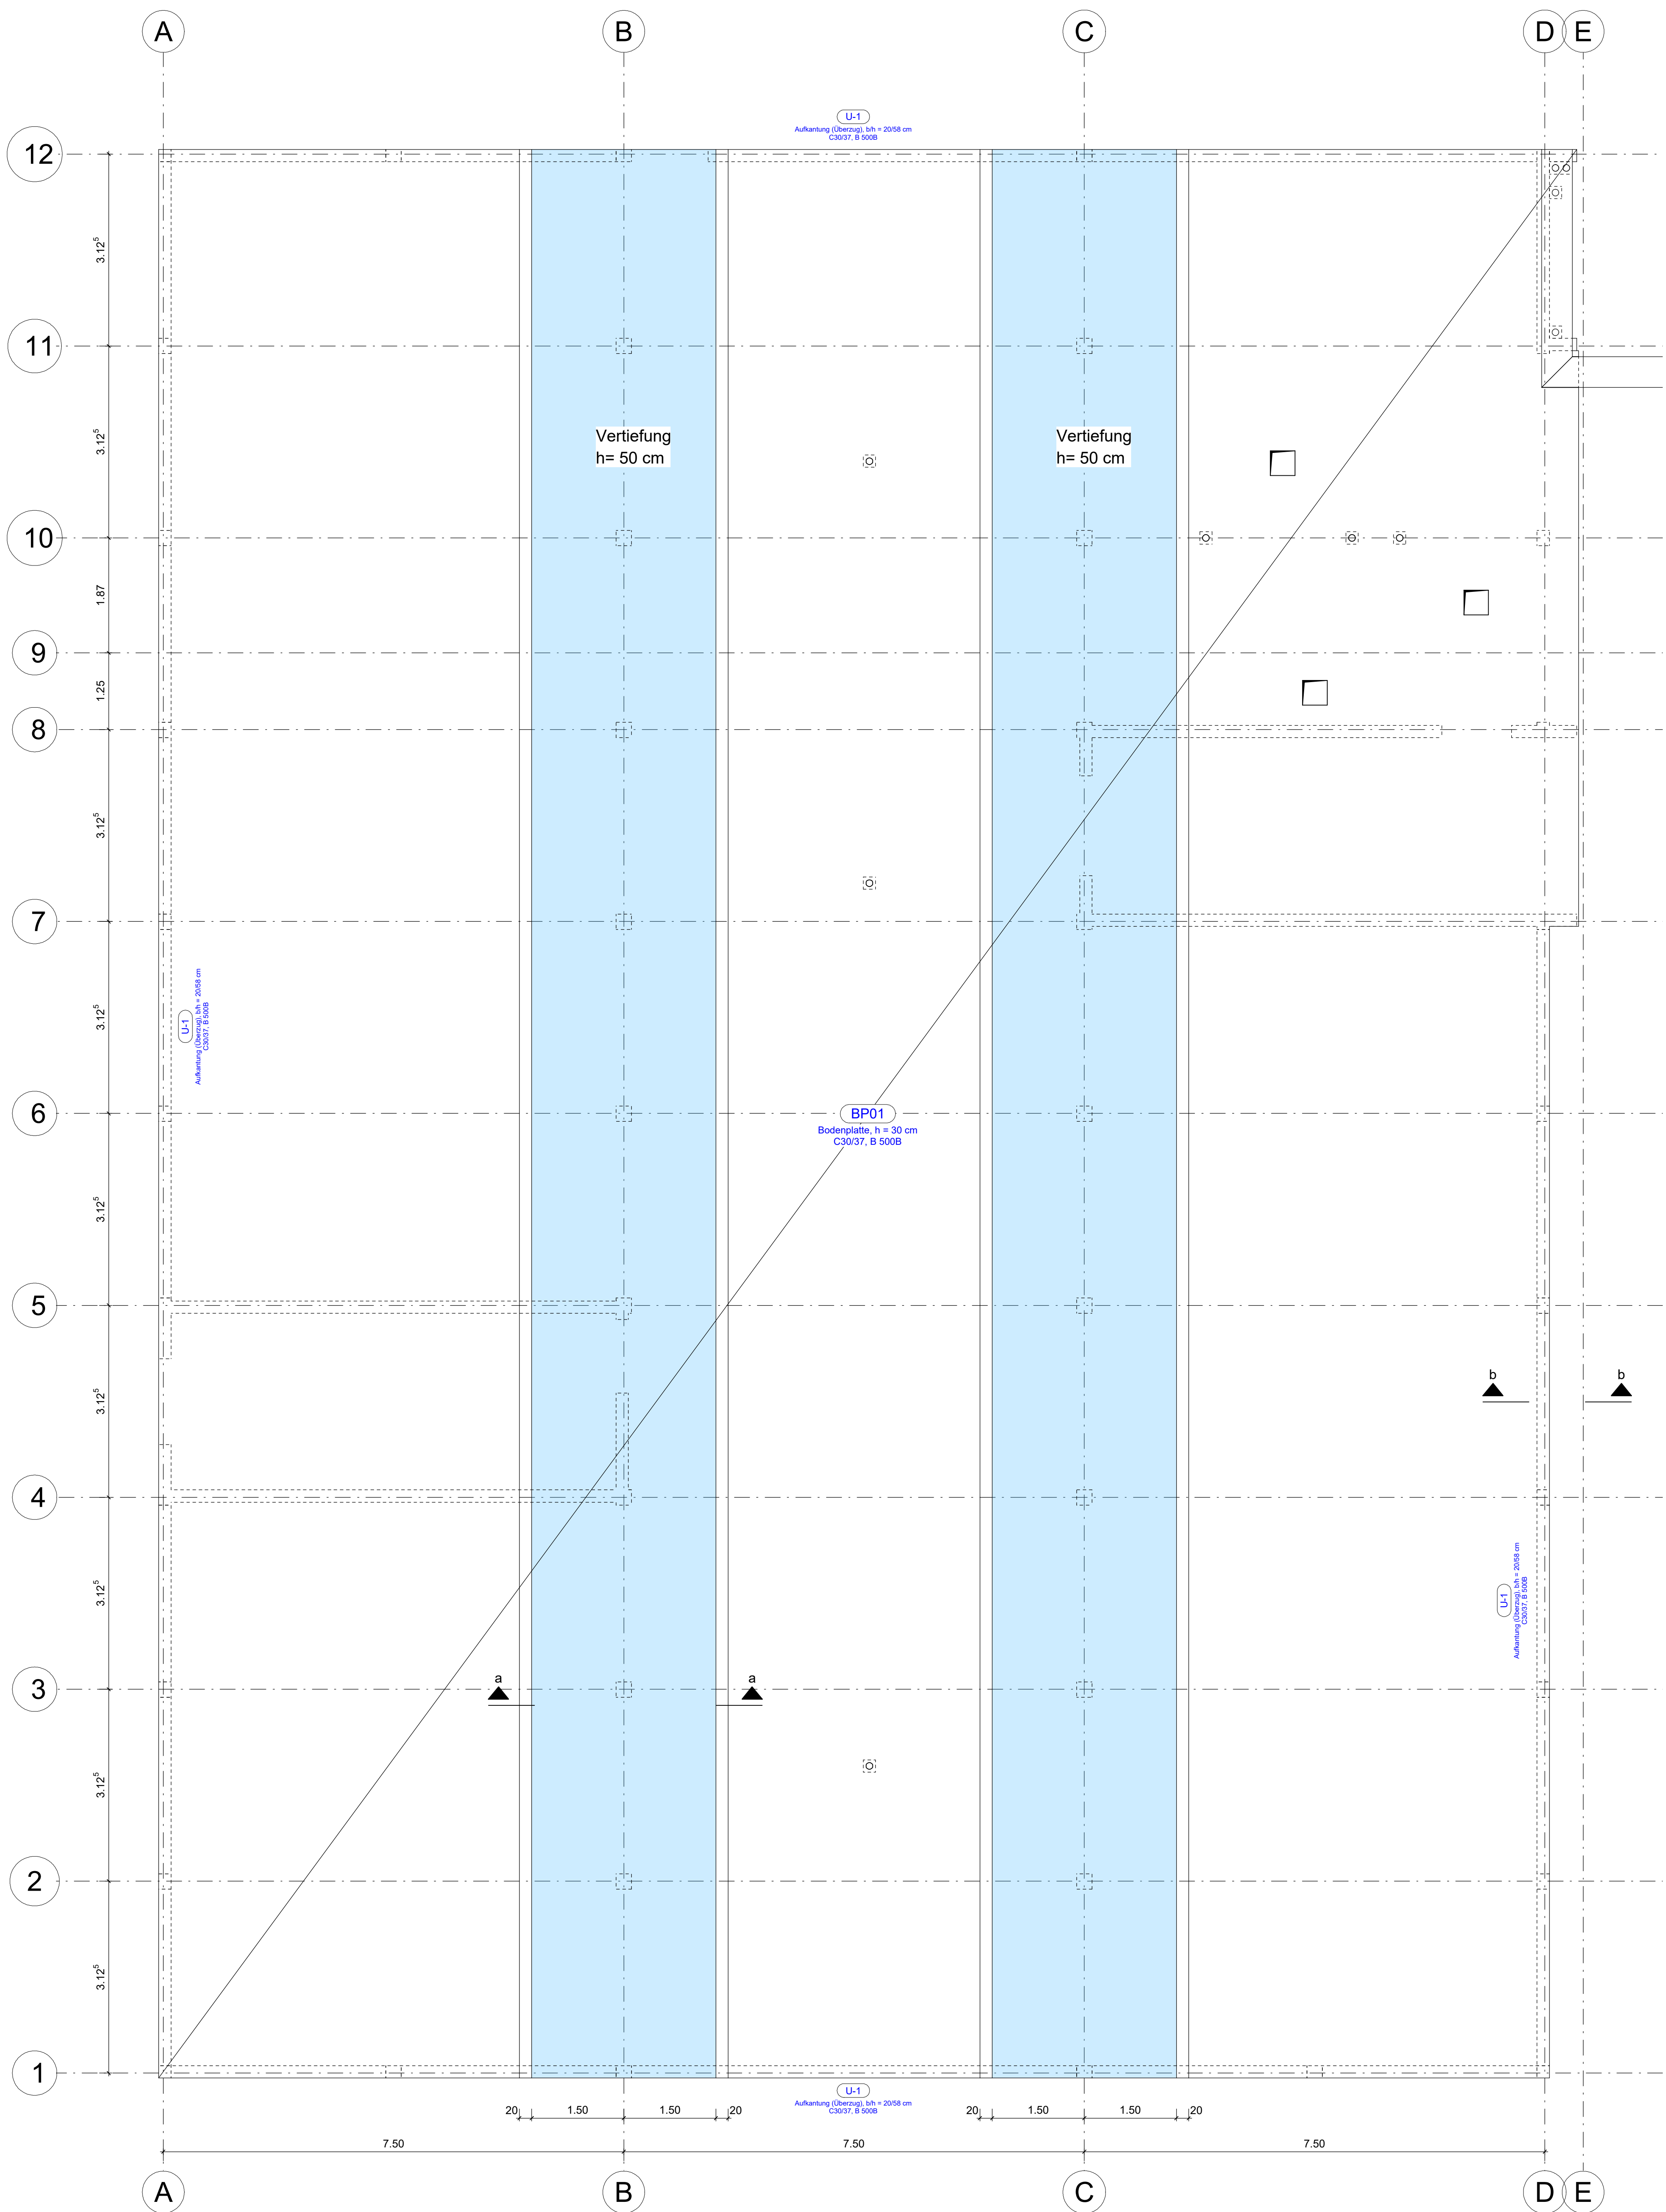 A B C D E
U-1
Aufkantung (Überzug), b/h = 20/58 cm
C30/37, B 500B
12
3.12⁵
11
3.12⁵
Vertiefung
h= 50 cm
Vertiefung
h= 50 cm
10
1.87
9
1.25
8
3.12⁵
7
3.12⁵
U-1
Aufkantung (Überzug), b/h = 20/58 cm
C30/37, B 500B
6
BP01
Bodenplatte, h = 30 cm
C30/37, B 500B
3.12⁵
5
3.12⁵
b b
4
3.12⁵
U-1
Aufkantung (Überzug), b/h = 20/58 cm
C30/37, B 500B
3
a a
3.12⁵
2
3.12⁵
1
U-1
Aufkantung (Überzug), b/h = 20/58 cm
C30/37, B 500B
20 1.50 1.50 20 20 1.50 1.50 20
7.50 7.50 7.50
A B C D E